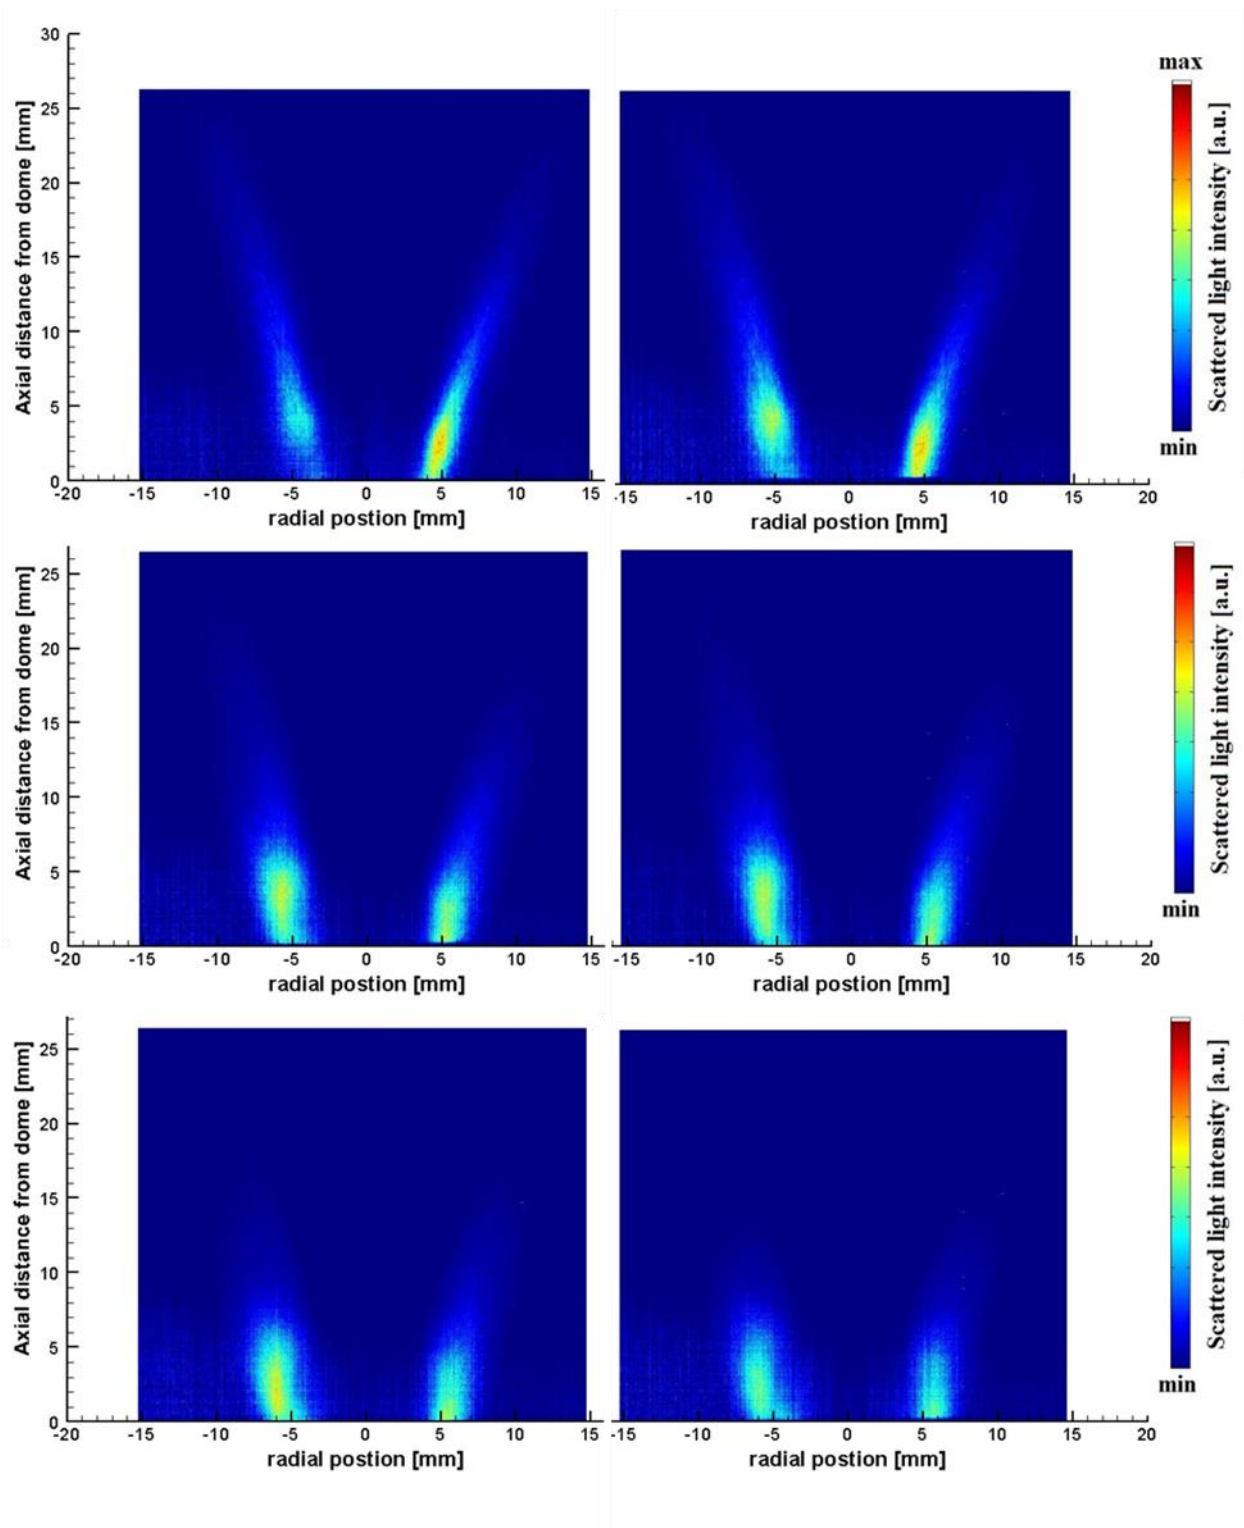 max
30
25
20
15
10
5
0
Axial distance from dome [mm]
-20 -15 -10 -5 0 5 10 15
radial postion [mm]
-15 -10 -5 0 5 10 15 20
radial postion [mm]
Scattered light intensity [a.u.]
min
25
20
15
10
5
0
Axial distance from dome [mm]
-20 -15 -10 -5 0 5 10 15
radial postion [mm]
-15 -10 -5 0 5 10 15 20
radial postion [mm]
Scattered light intensity [a.u.]
min
25
20
15
10
5
0
Axial distance from dome [mm]
-20 -15 -10 -5 0 5 10 15
radial postion [mm]
-15 -10 -5 0 5 10 15 20
radial postion [mm]
Scattered light intensity [a.u.]
min